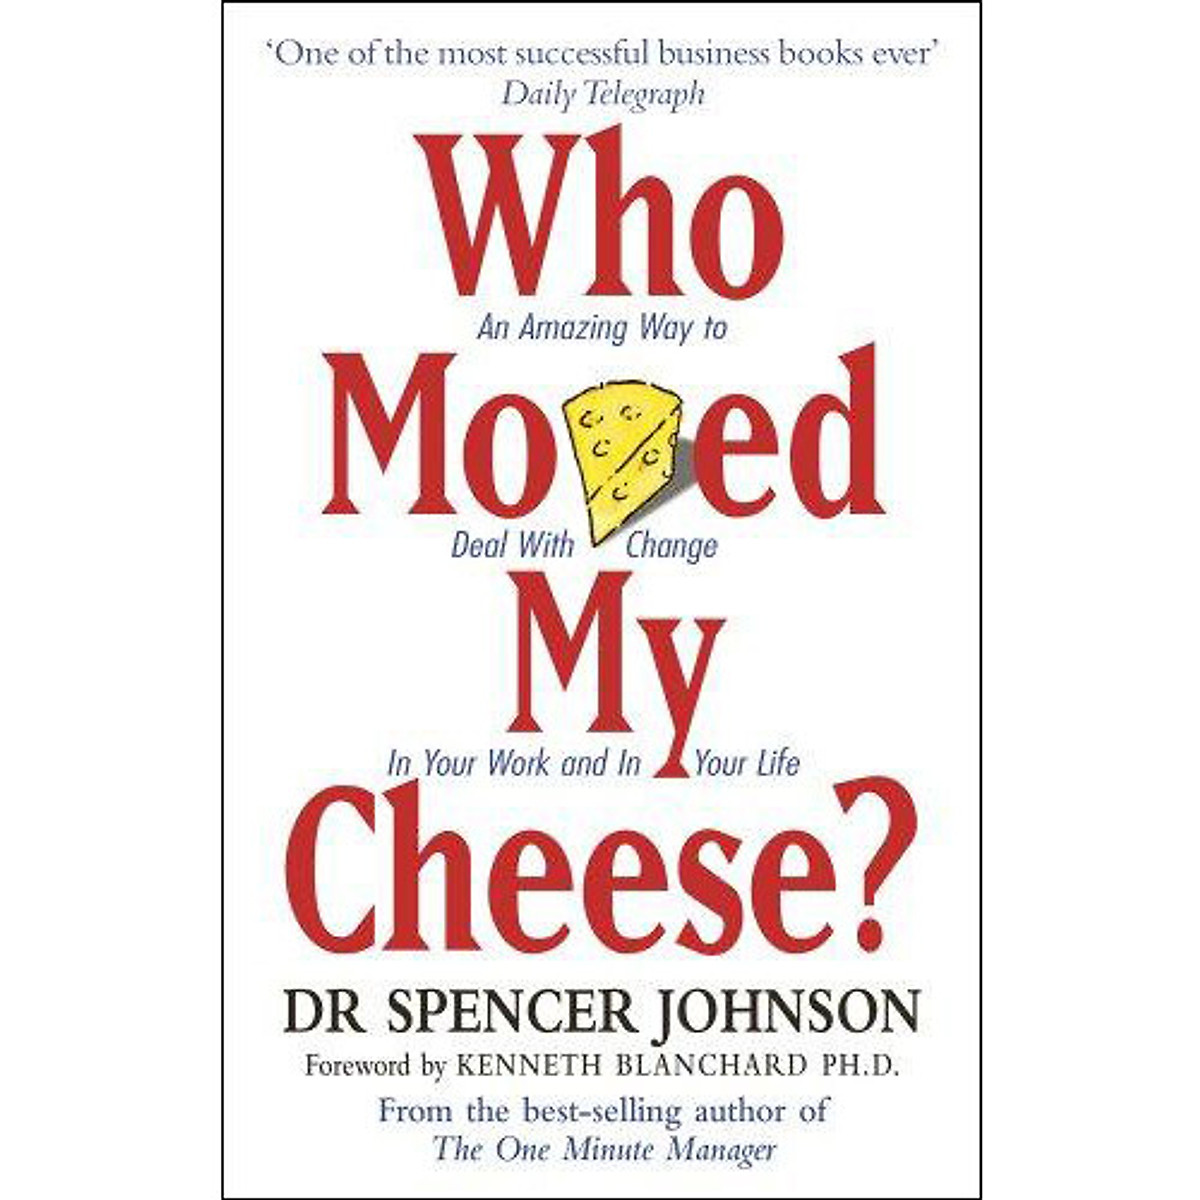 ‘One of the most successful business books ever’
Daily Telegraph
Who
An Amazing Way to
Moved
Deal With Change
My
In Your Work and In Your Life
Cheese?
DR SPENCER JOHNSON
Foreword by KENNETH BLANCHARD PH.D.
From the best-selling author of
The One Minute Manager